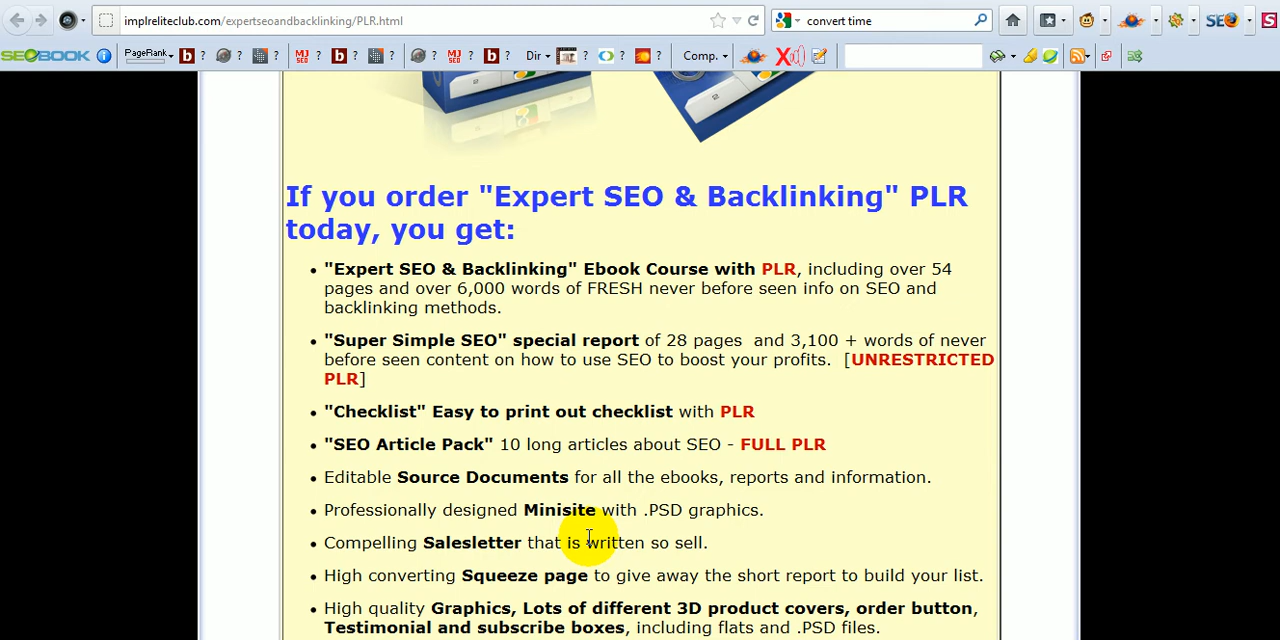 implreliteclub.com/expertseoandbacklinking/PLR.html
convert time
SEO
S
SEOBOOK
PageRank
b ?
?
?
MJ SEO ?
b ?
?
?
MJ SEO ?
b ?
Dir
?
?
?
Comp.
X
If you order "Expert SEO & Backlinking" PLR
today, you get:
• "Expert SEO & Backlinking" Ebook Course with PLR, including over 54
pages and over 6,000 words of FRESH never before seen info on SEO and
backlinking methods.
• "Super Simple SEO" special report of 28 pages and 3,100 + words of never
before seen content on how to use SEO to boost your profits. [UNRESTRICTED
PLR]
• "Checklist" Easy to print out checklist with PLR
• "SEO Article Pack" 10 long articles about SEO - FULL PLR
• Editable Source Documents for all the ebooks, reports and information.
• Professionally designed Minisite with .PSD graphics.
• Compelling Salesletter that is written so sell.
• High converting Squeeze page to give away the short report to build your list.
• High quality Graphics, Lots of different 3D product covers, order button,
Testimonial and subscribe boxes, including flats and .PSD files.